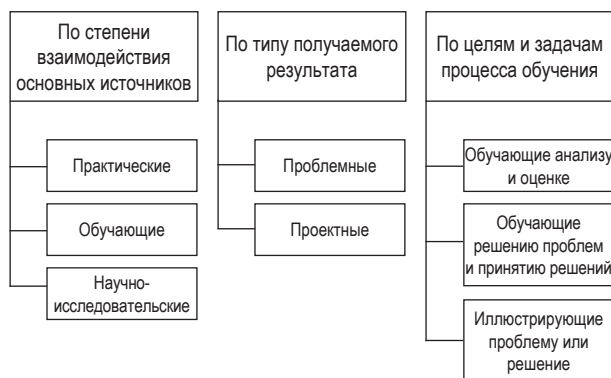 По степени
взаимодействия
основных источников
Практические
Обучающие
Научно-
исследовательские
По типу получаемого
результата
Проблемные
Проектные
По целям и задачам
процесса обучения
Обучающие анализу
и оценке
Обучающие
решению проблем
и принятию решений
Иллюстрирующие
проблему или
решение